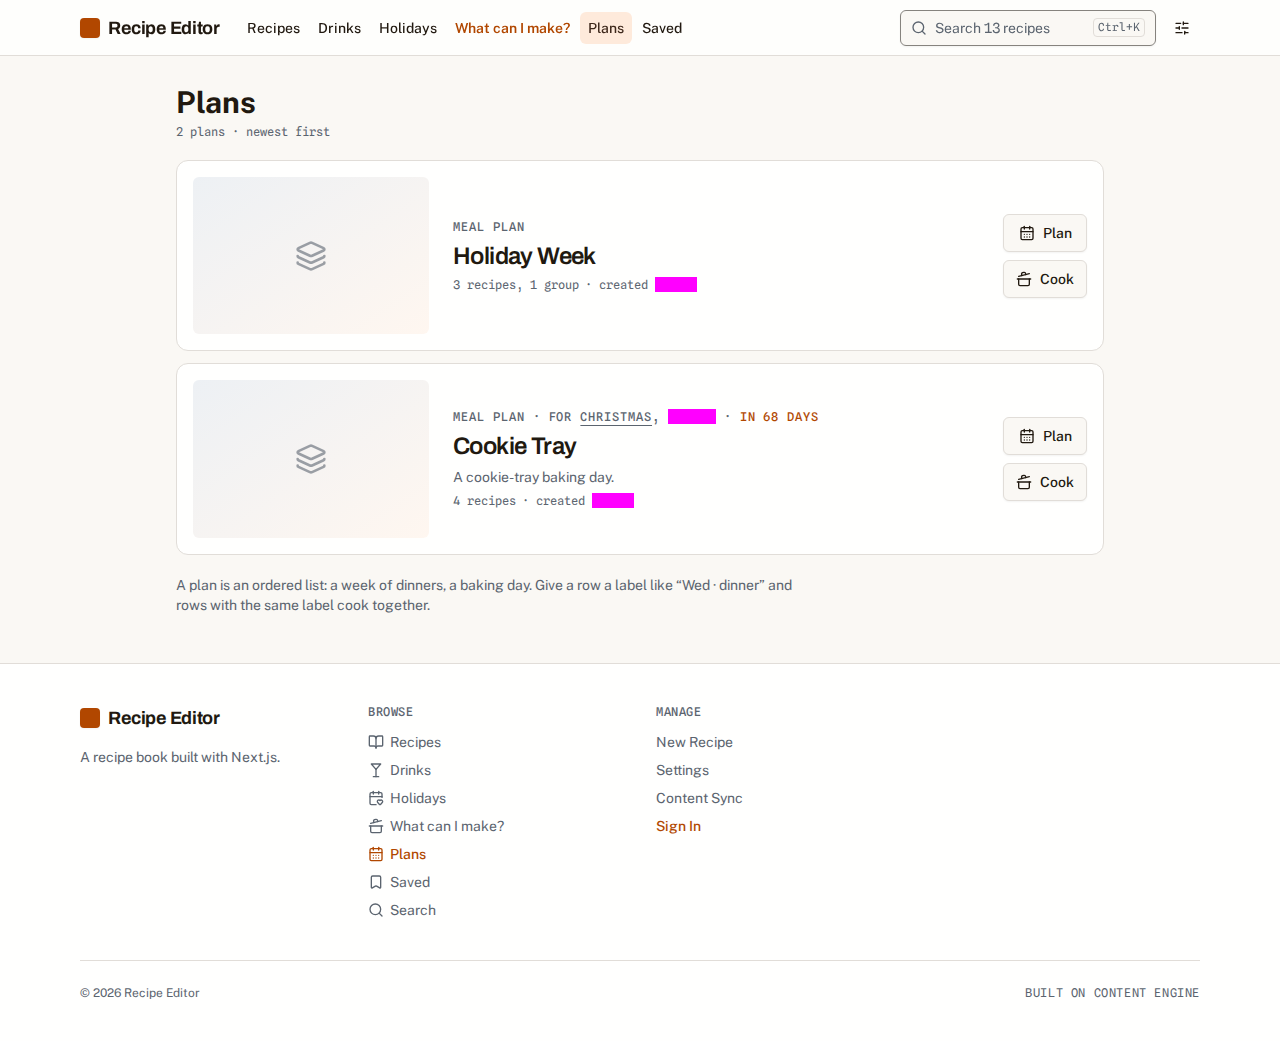 Recipe Editor
Recipes Drinks Holidays What can I make? Plans Saved
Search 13 recipes Ctrl+K
Plans
2 plans · newest first
MEAL PLAN
Holiday Week
3 recipes, 1 group · created
Plan
Cook
MEAL PLAN · FOR CHRISTMAS, · IN 68 DAYS
Cookie Tray
A cookie-tray baking day.
4 recipes · created
Plan
Cook
A plan is an ordered list: a week of dinners, a baking day. Give a row a label like “Wed · dinner” and
rows with the same label cook together.
Recipe Editor
A recipe book built with Next.js.
BROWSE
Recipes
Drinks
Holidays
What can I make?
Plans
Saved
Search
MANAGE
New Recipe
Settings
Content Sync
Sign In
© 2026 Recipe Editor
BUILT ON CONTENT ENGINE